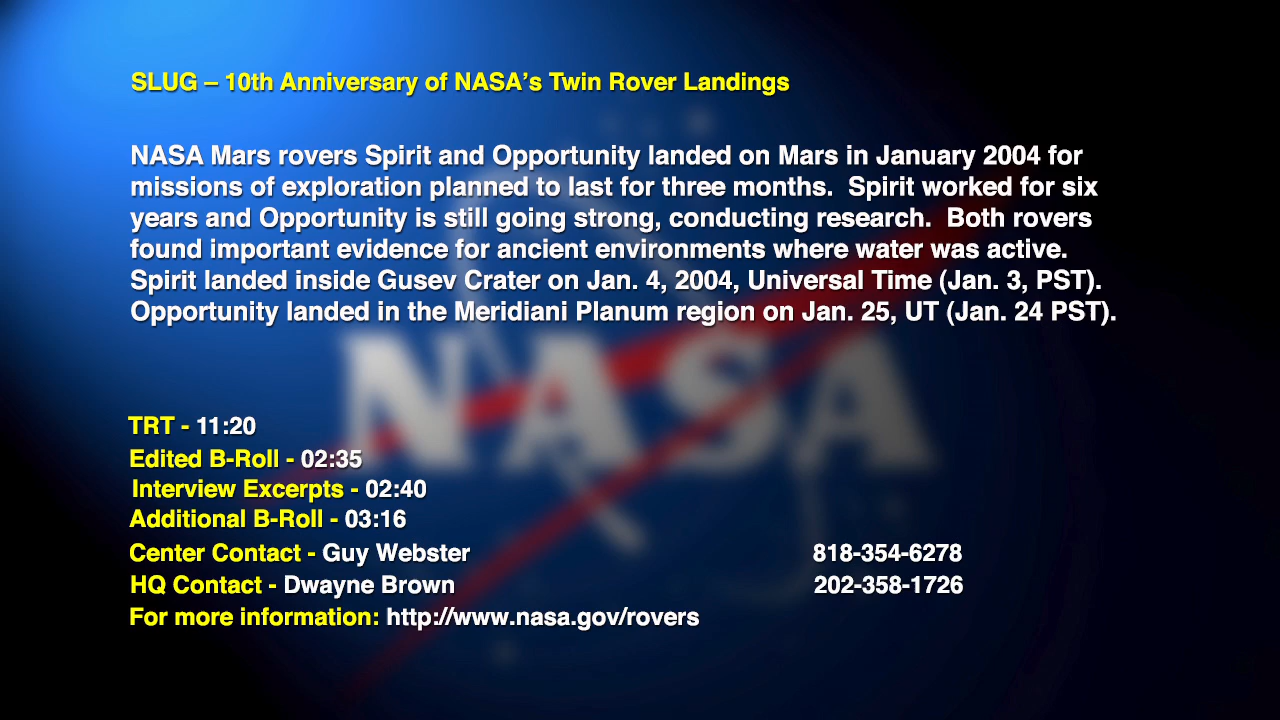 SLUG – 10th Anniversary of NASA’s Twin Rover Landings
NASA Mars rovers Spirit and Opportunity landed on Mars in January 2004 for
missions of exploration planned to last for three months.  Spirit worked for six
years and Opportunity is still going strong, conducting research.  Both rovers
found important evidence for ancient environments where water was active.
Spirit landed inside Gusev Crater on Jan. 4, 2004, Universal Time (Jan. 3, PST).
Opportunity landed in the Meridiani Planum region on Jan. 25, UT (Jan. 24 PST).
NASA
TRT - 11:20
Edited B-Roll - 02:35
Interview Excerpts - 02:40
Additional B-Roll - 03:16
Center Contact - Guy Webster 818-354-6278
HQ Contact - Dwayne Brown 202-358-1726
For more information: http://www.nasa.gov/rovers